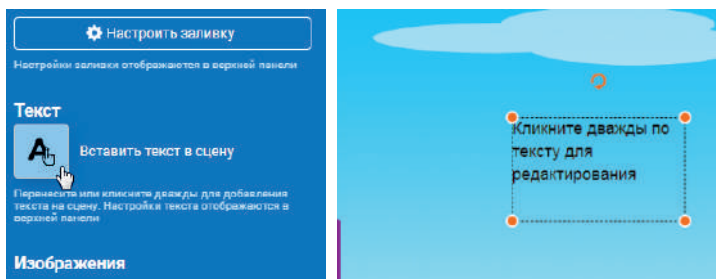 Настроить заливку
Настройки заливки отображаются в верхней панели
Текст
A
Вставить текст в сцену
Перенесите или кликните дважды для добавления
текста на сцену. Настройки текста отображаются в
верхней панели
Изображения
Кликните дважды по
тексту для
редактирования